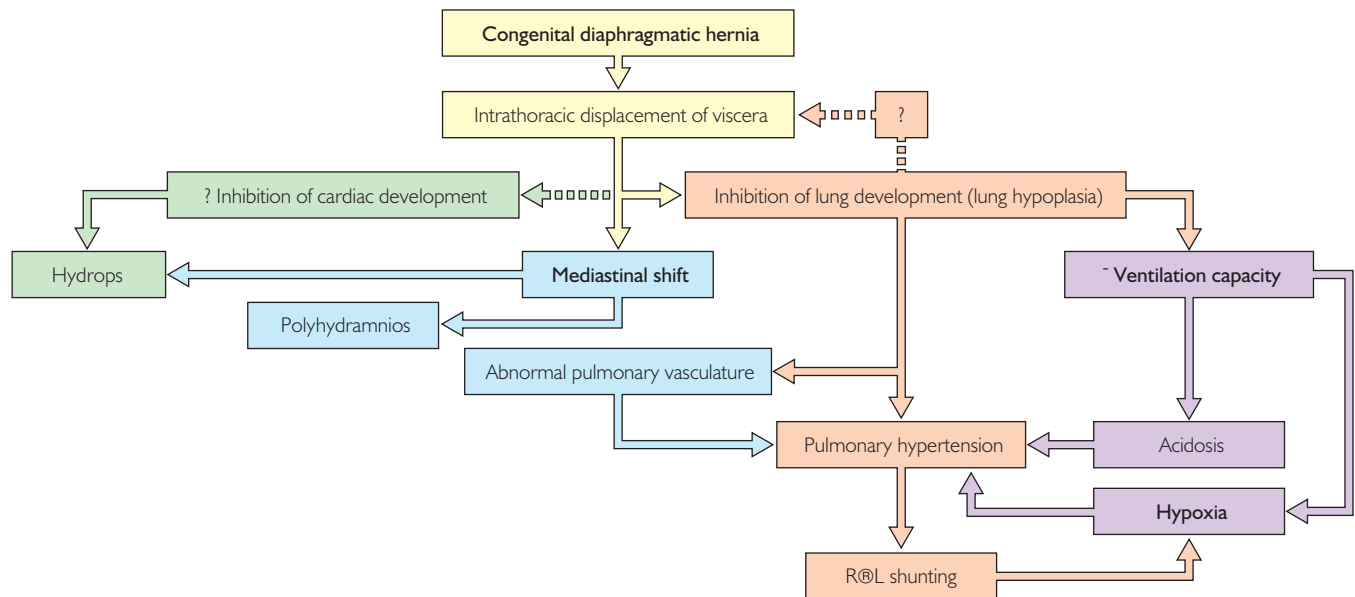 Congenital diaphragmatic hernia
Intrathoracic displacement of viscera
?
? Inhibition of cardiac development
Inhibition of lung development (lung hypoplasia)
Hydrops
Mediastinal shift
¯ Ventilation capacity
Polyhydramnios
Abnormal pulmonary vasculature
Pulmonary hypertension
Acidosis
Hypoxia
R®L shunting